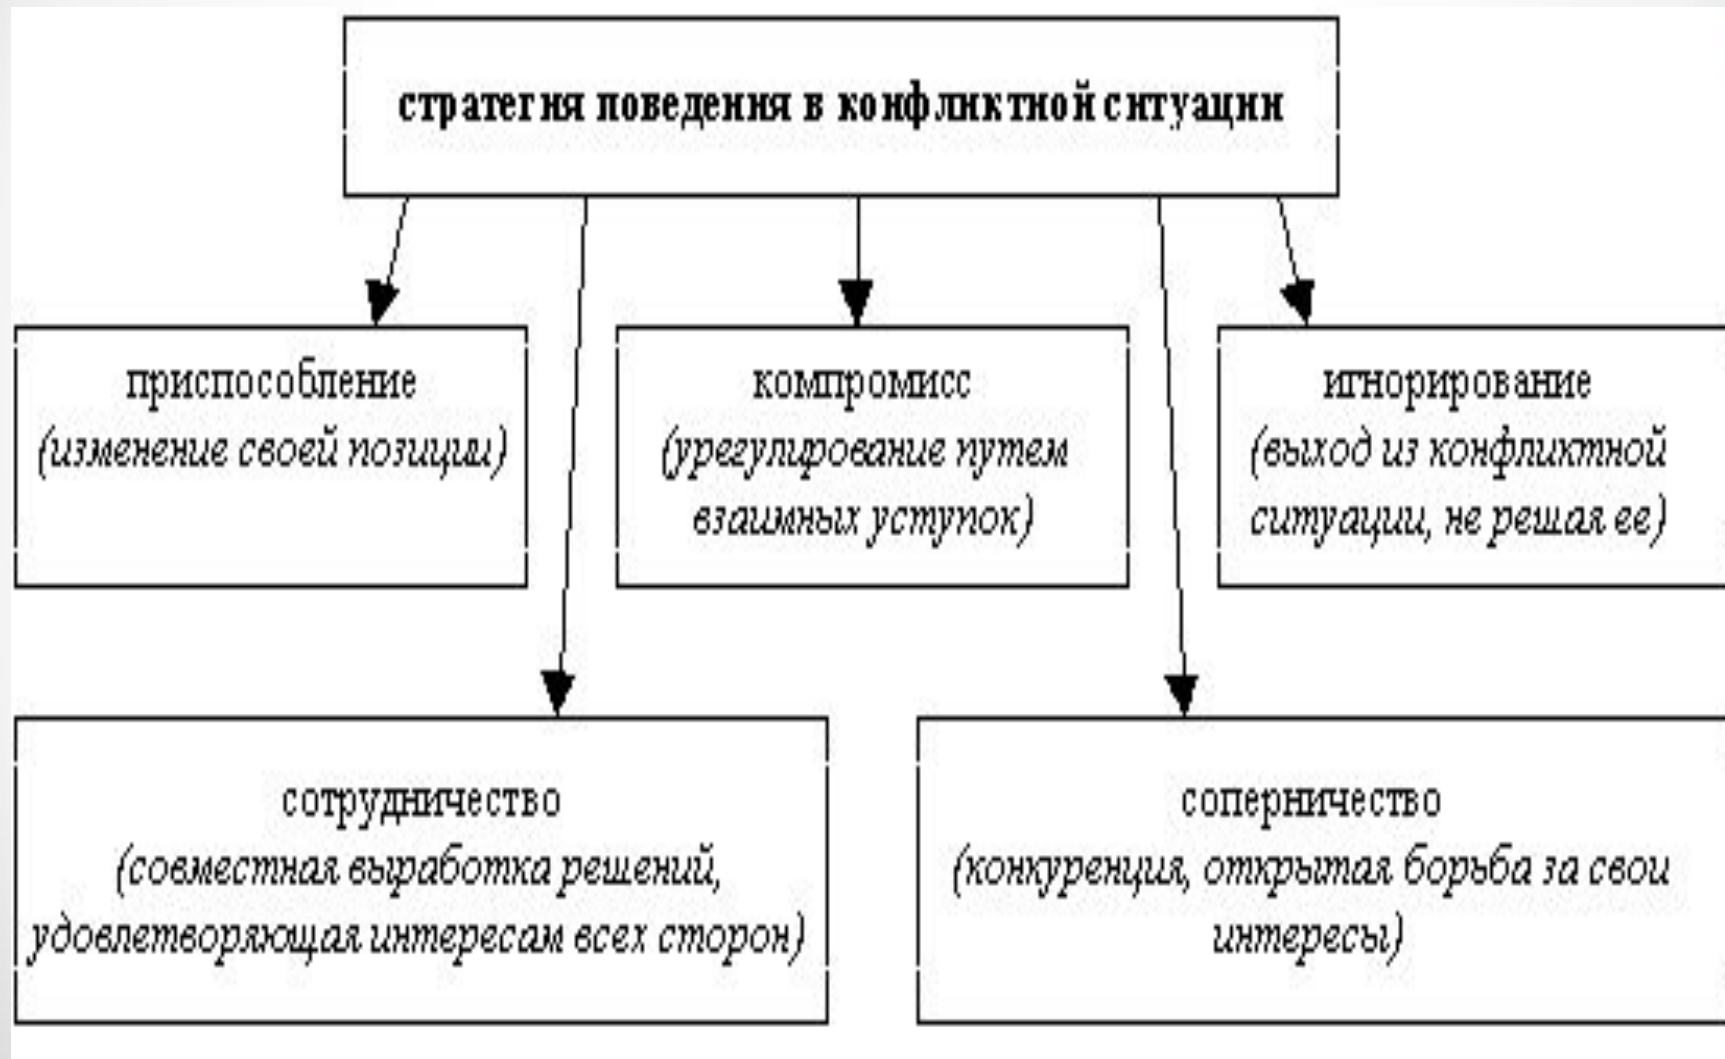 стратегия поведения в конфликтной ситуации
приспособление
(изменение своей позиции)
компромисс
(урегулирование путем
взаимных уступок)
игнорирование
(выход из конфликтной
ситуации, не решая ее)
сотрудничество
(совместная выработка решений,
удовлетворяющая интересам всех сторон)
соперничество
(конкуренция, открытая борьба за свои
интересы)